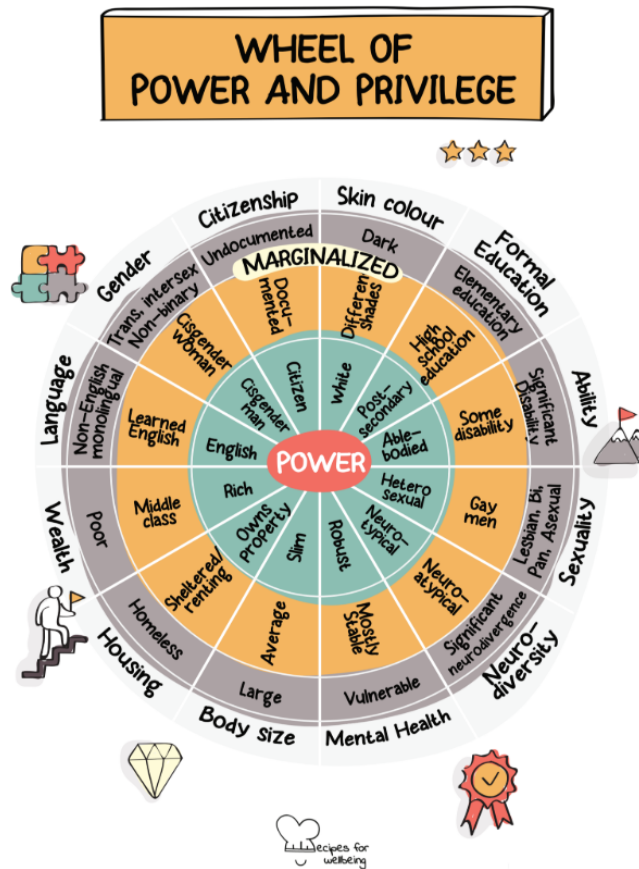 WHEEL OF
POWER AND PRIVILEGE
Citizenship
Skin colour
Formal
Education
Ability
Sexuality
Neuro-
diversity
Mental Health
Body size
Housing
Wealth
Language
Gender
MARGINALIZED
Undocumented
Dark
Elementary
education
Significant
Disability
Lesbian, Bi,
Pan, Asexual
Significant
neurodivergence
Vulnerable
Large
Homeless
Poor
Non-English
monolingual
Trans, intersex
Non-binary
Docu-
mented
Different
shades
High
school
education
Some
disability
Gay
men
Neuro-
atypical
Mostly
Stable
Average
Sheltered/
renting
Middle
class
Learned
English
Cisgender
woman
Citizen
White
Post-
secondary
Able-
bodied
Hetero
sexual
Neuro-
typical
Robust
Slim
Owns
property
Rich
English
Cisgender
man
POWER
ecipes for
wellbeing